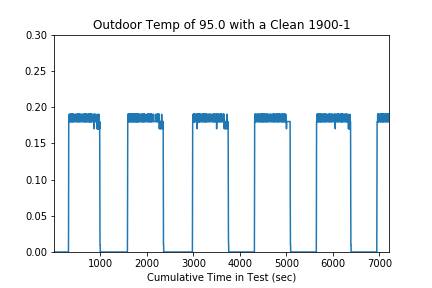 Outdoor Temp of 95.0 with a Clean 1900-1
0.30
0.25
0.20
0.15
0.10
0.05
0.00
1000 2000 3000 4000 5000 6000 7000
Cumulative Time in Test (sec)